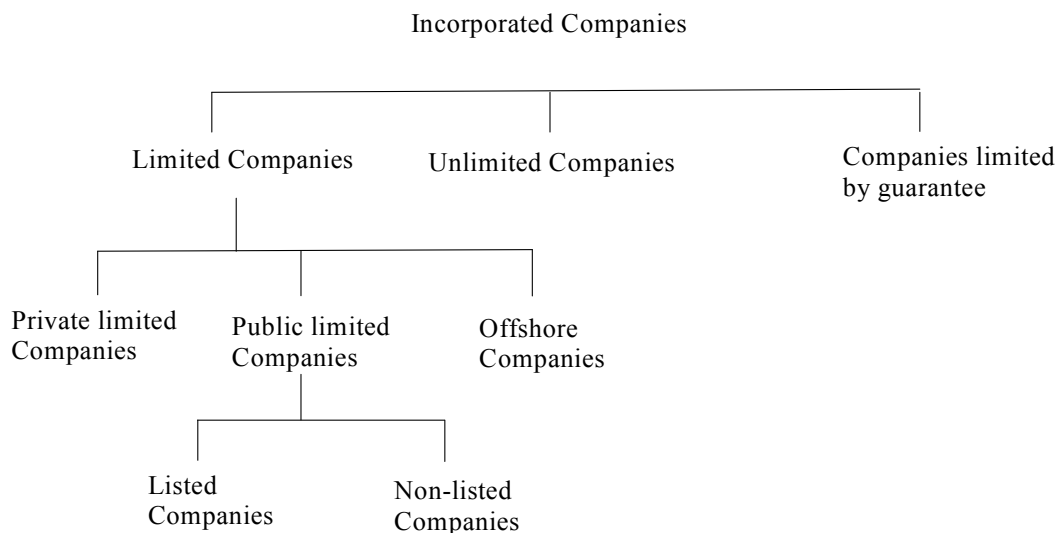 Incorporated Companies
Limited Companies
Unlimited Companies
Companies limited
by guarantee
Private limited
Companies
Public limited
Companies
Offshore
Companies
Listed
Companies
Non-listed
Companies